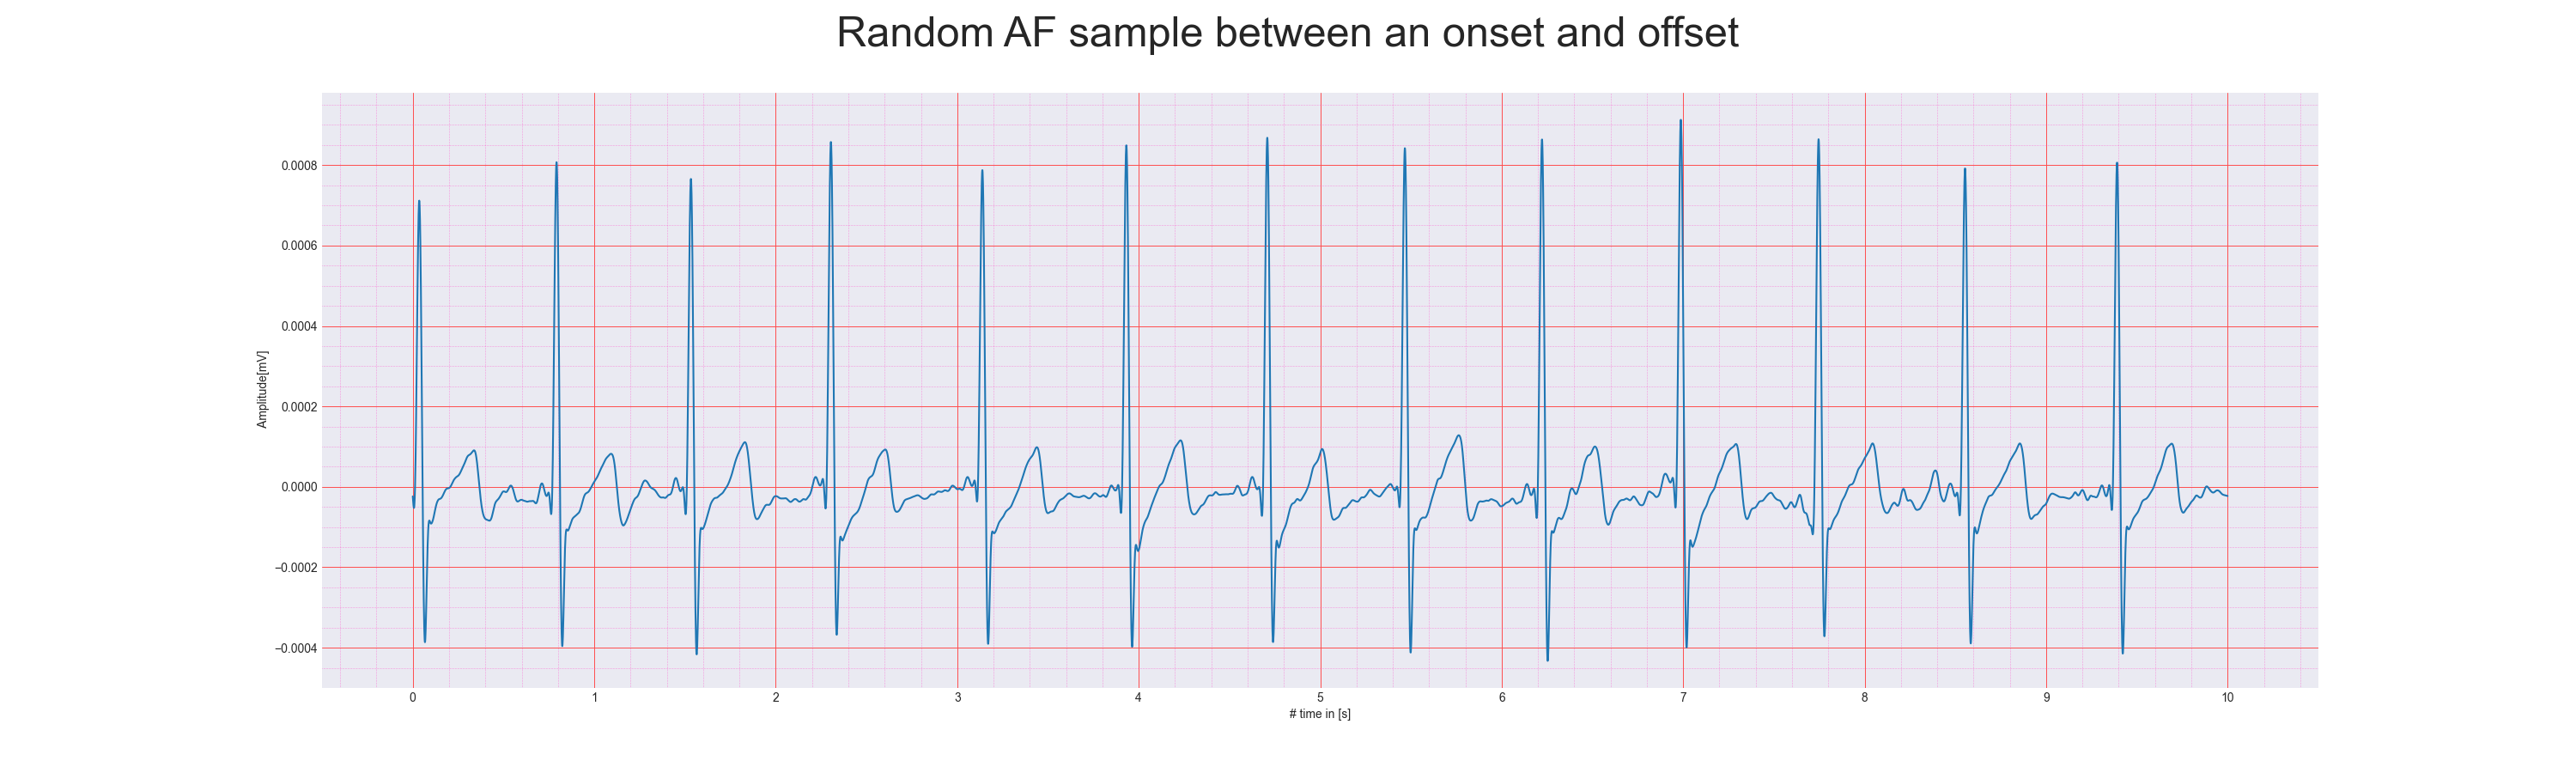 Random AF sample between an onset and offset
Amplitude[mV]
0.0008
0.0006
0.0004
0.0002
0.0000
−0.0002
−0.0004
0 1 2 3 4 5 6 7 8 9 10
# time in [s]